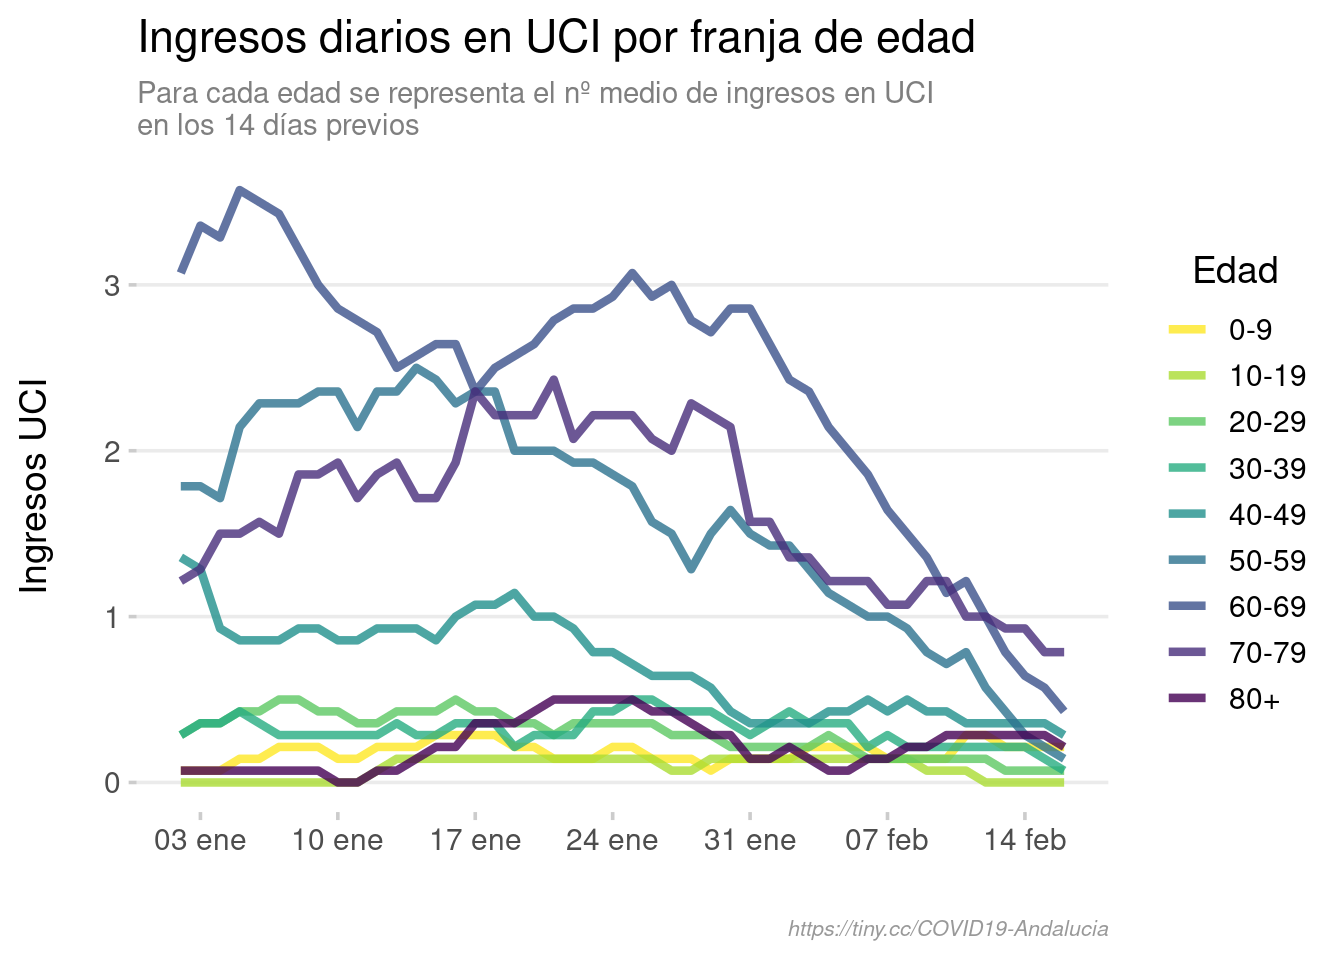 Ingresos diarios en UCI por franja de edad
Para cada edad se representa el nº medio de ingresos en UCI
en los 14 días previos
Ingresos UCI
3
2
1
0
03 ene
10 ene
17 ene
24 ene
31 ene
07 feb
14 feb
Edad
0-9
10-19
20-29
30-39
40-49
50-59
60-69
70-79
80+
https://tiny.cc/COVID19-Andalucia